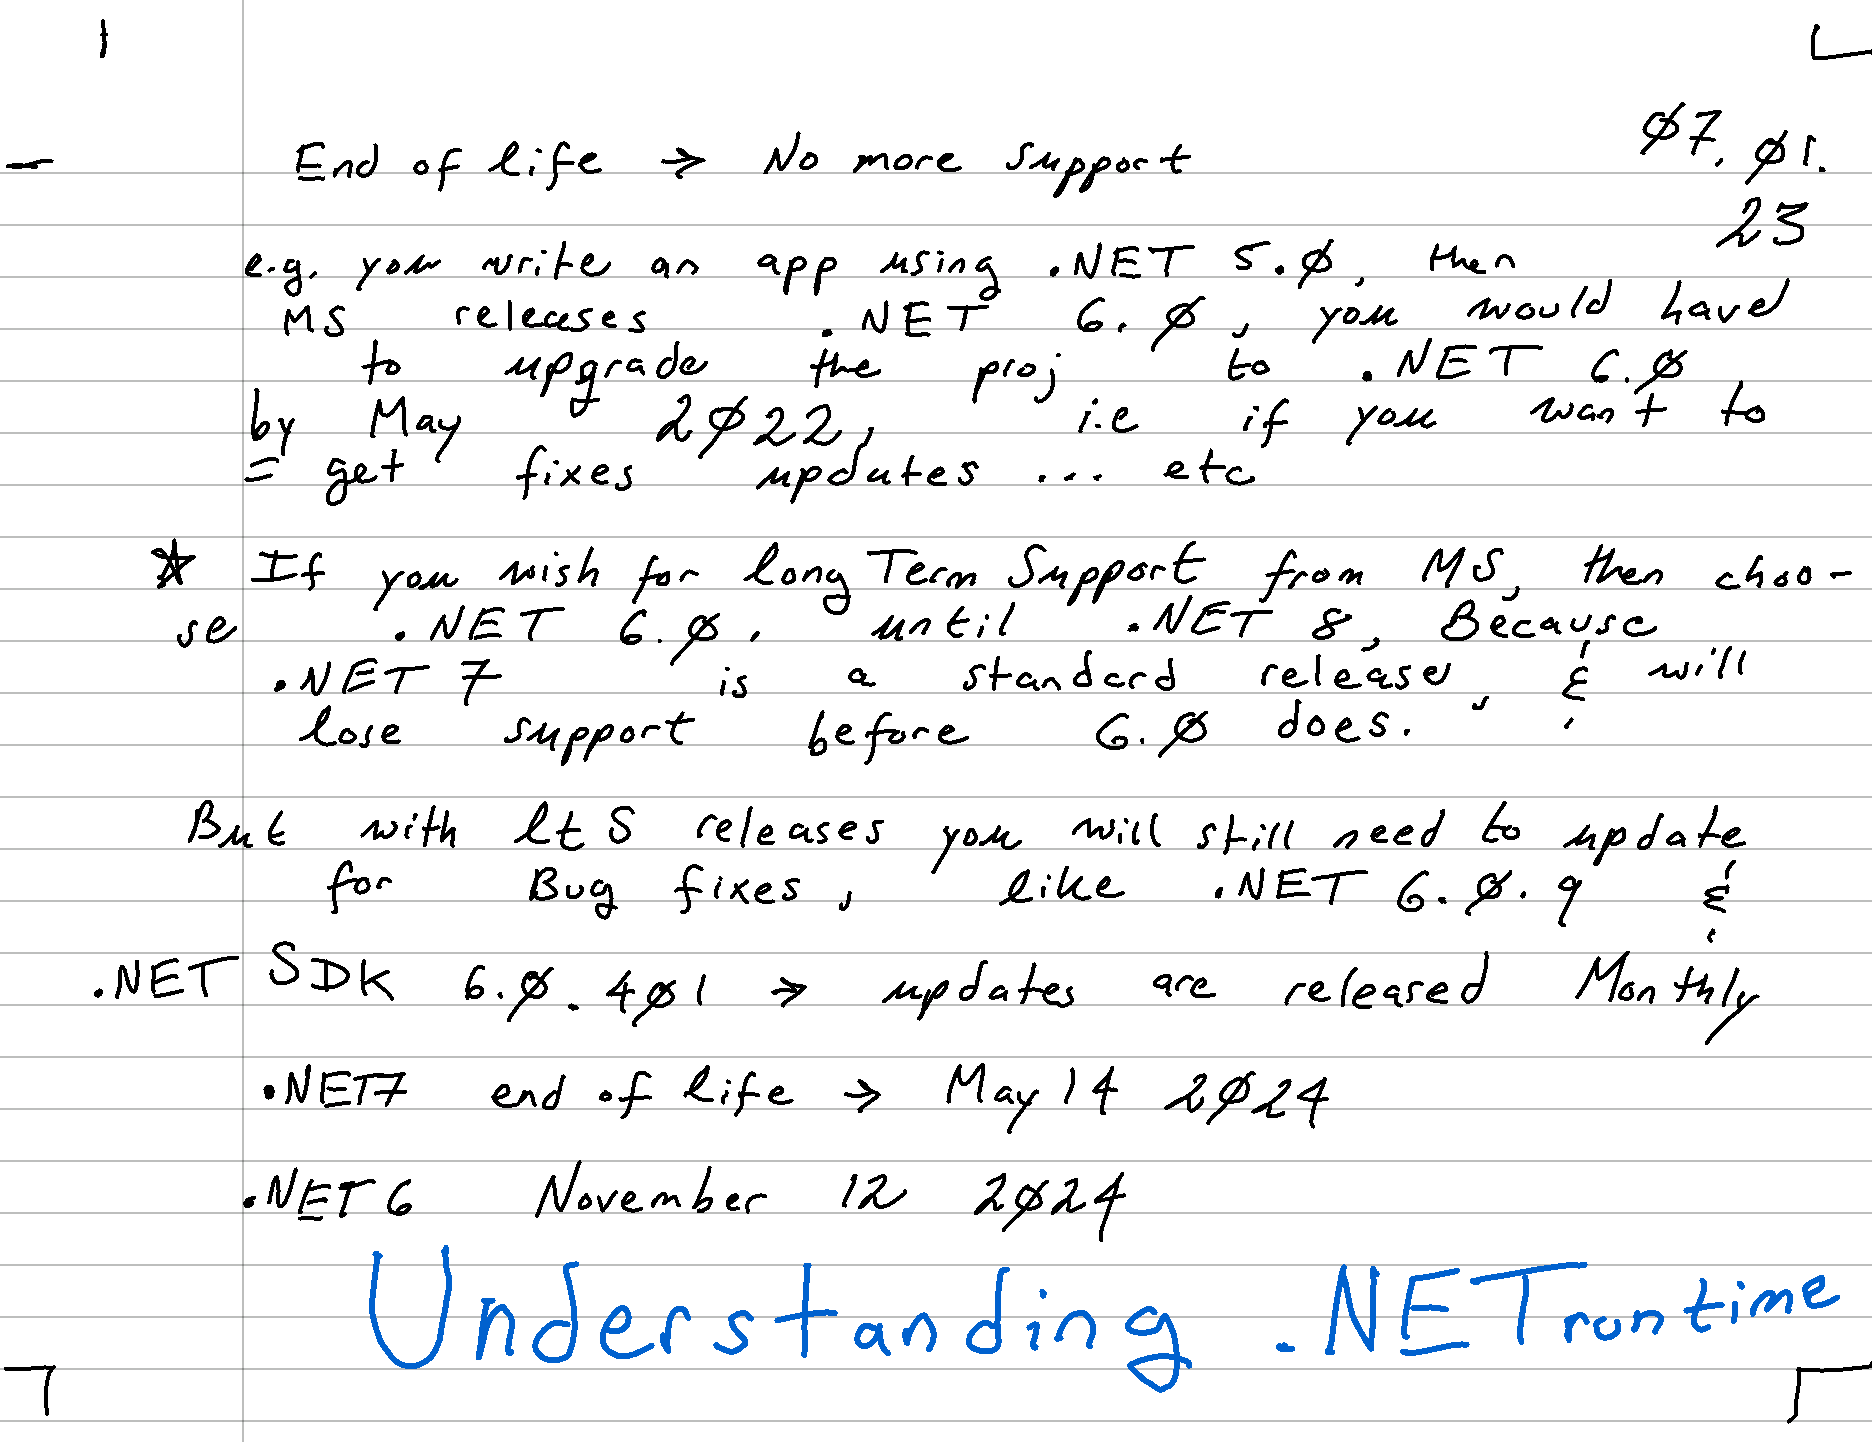 End of life → No more support
Ø7. Ø1.
23
e.g. you write an app using .NET 5.Ø, then
MS releases .NET 6.Ø, you would have
to upgrade the proj to .NET 6.Ø
by May 2Ø22, i.e if you want to
= get fixes updates ... etc
☆ If you wish for long Term Support from MS, then choo-
se .NET 6.Ø, until .NET 8, Because
.NET 7 is a standard release, & will
lose support before 6.Ø does.
But with ltS releases you will still need to update
for Bug fixes, like .NET 6.Ø.9 &
.NET SDK 6.Ø.4Ø1 → updates are released Monthly
.NET7 end of life → May 14 2Ø24
.NET 6 November 12 2Ø24
Understanding .NET runtime